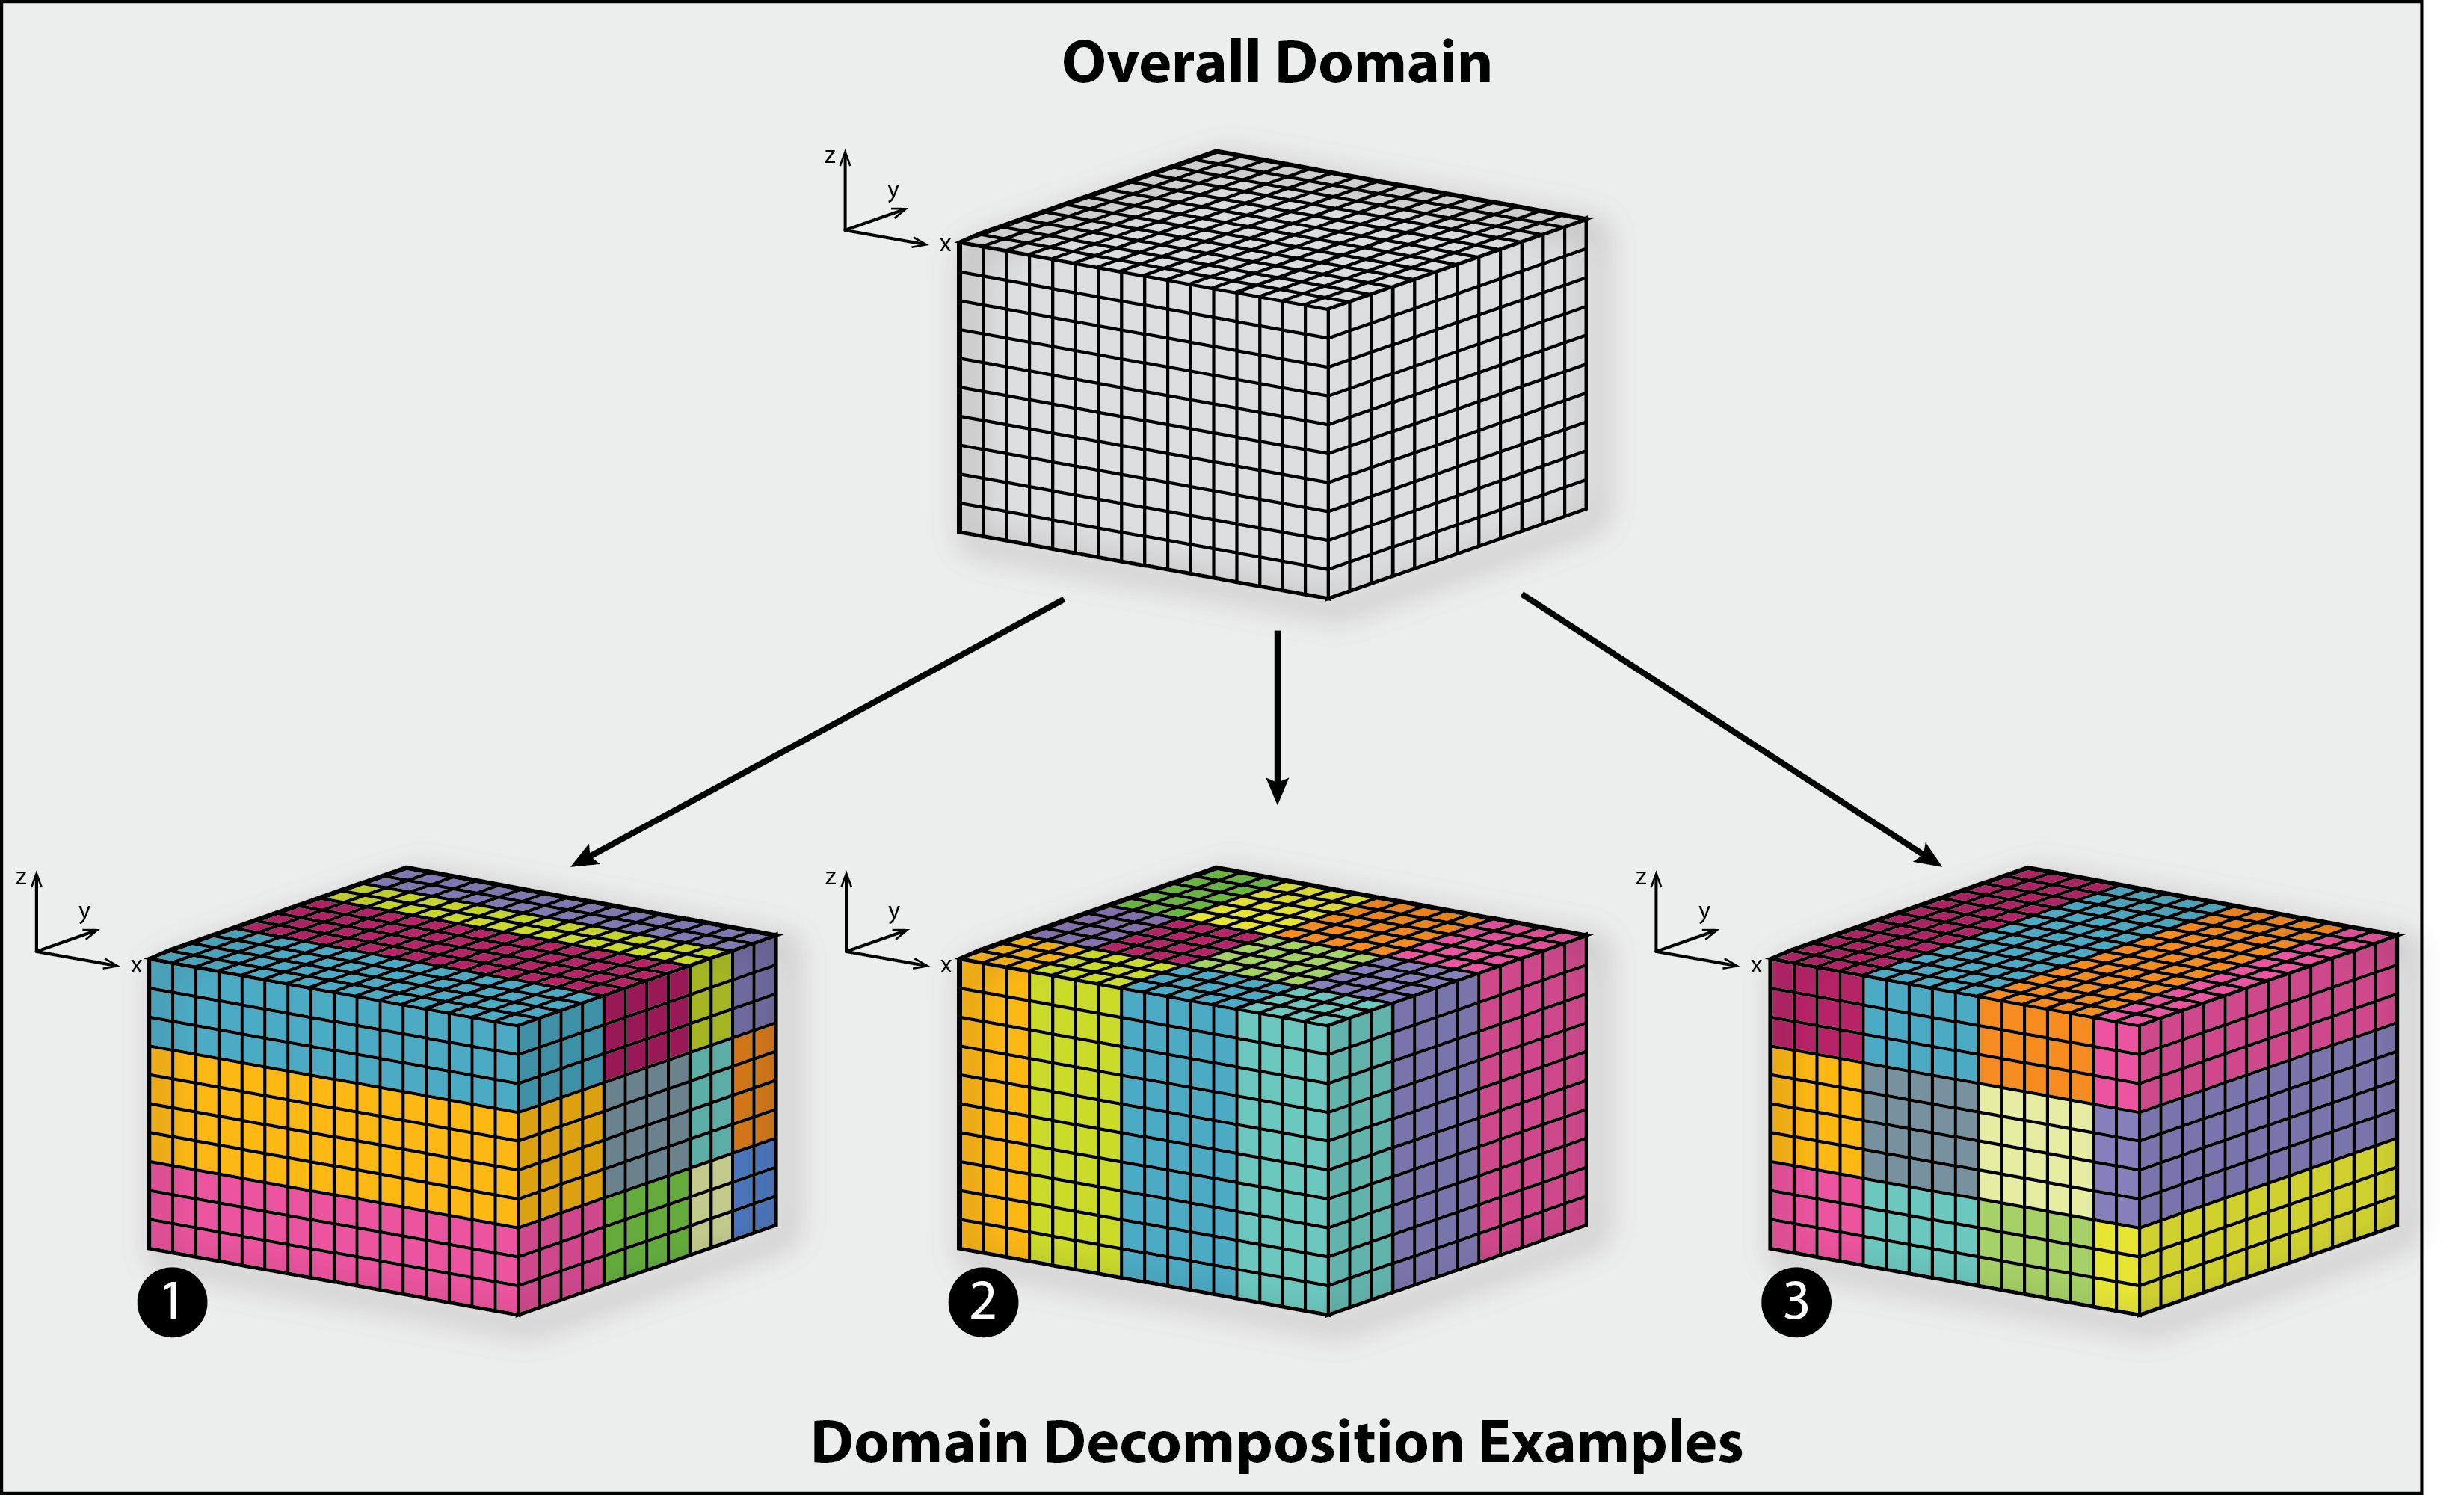 Overall Domain
z
y
x
z
y
x
z
y
x
z
y
x
1
2
3
Domain Decomposition Examples